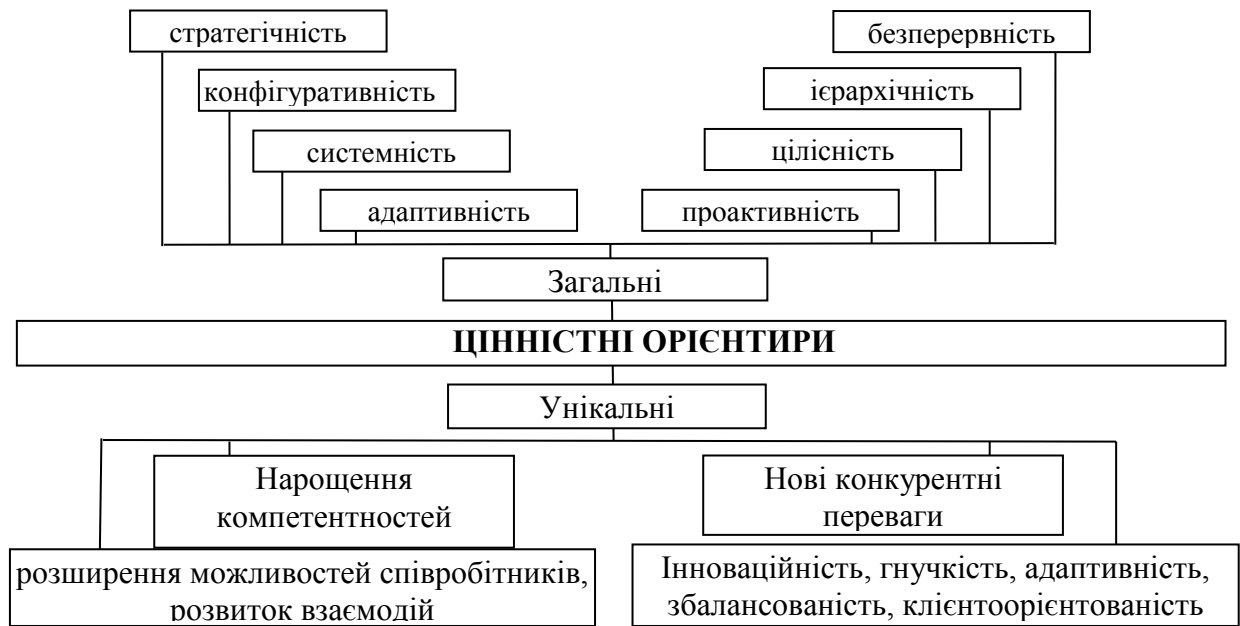 стратегічність
безперервність
конфігуративність
ієрархічність
системність
цілісність
адаптивність
проактивність
Загальні
ЦІННІСТНІ ОРІЄНТИРИ
Унікальні
Нарощення
компетентностей
Нові конкурентні
переваги
розширення можливостей співробітників,
розвиток взаємодій
Інноваційність, гнучкість, адаптивність,
збалансованість, клієнтоорієнтованість